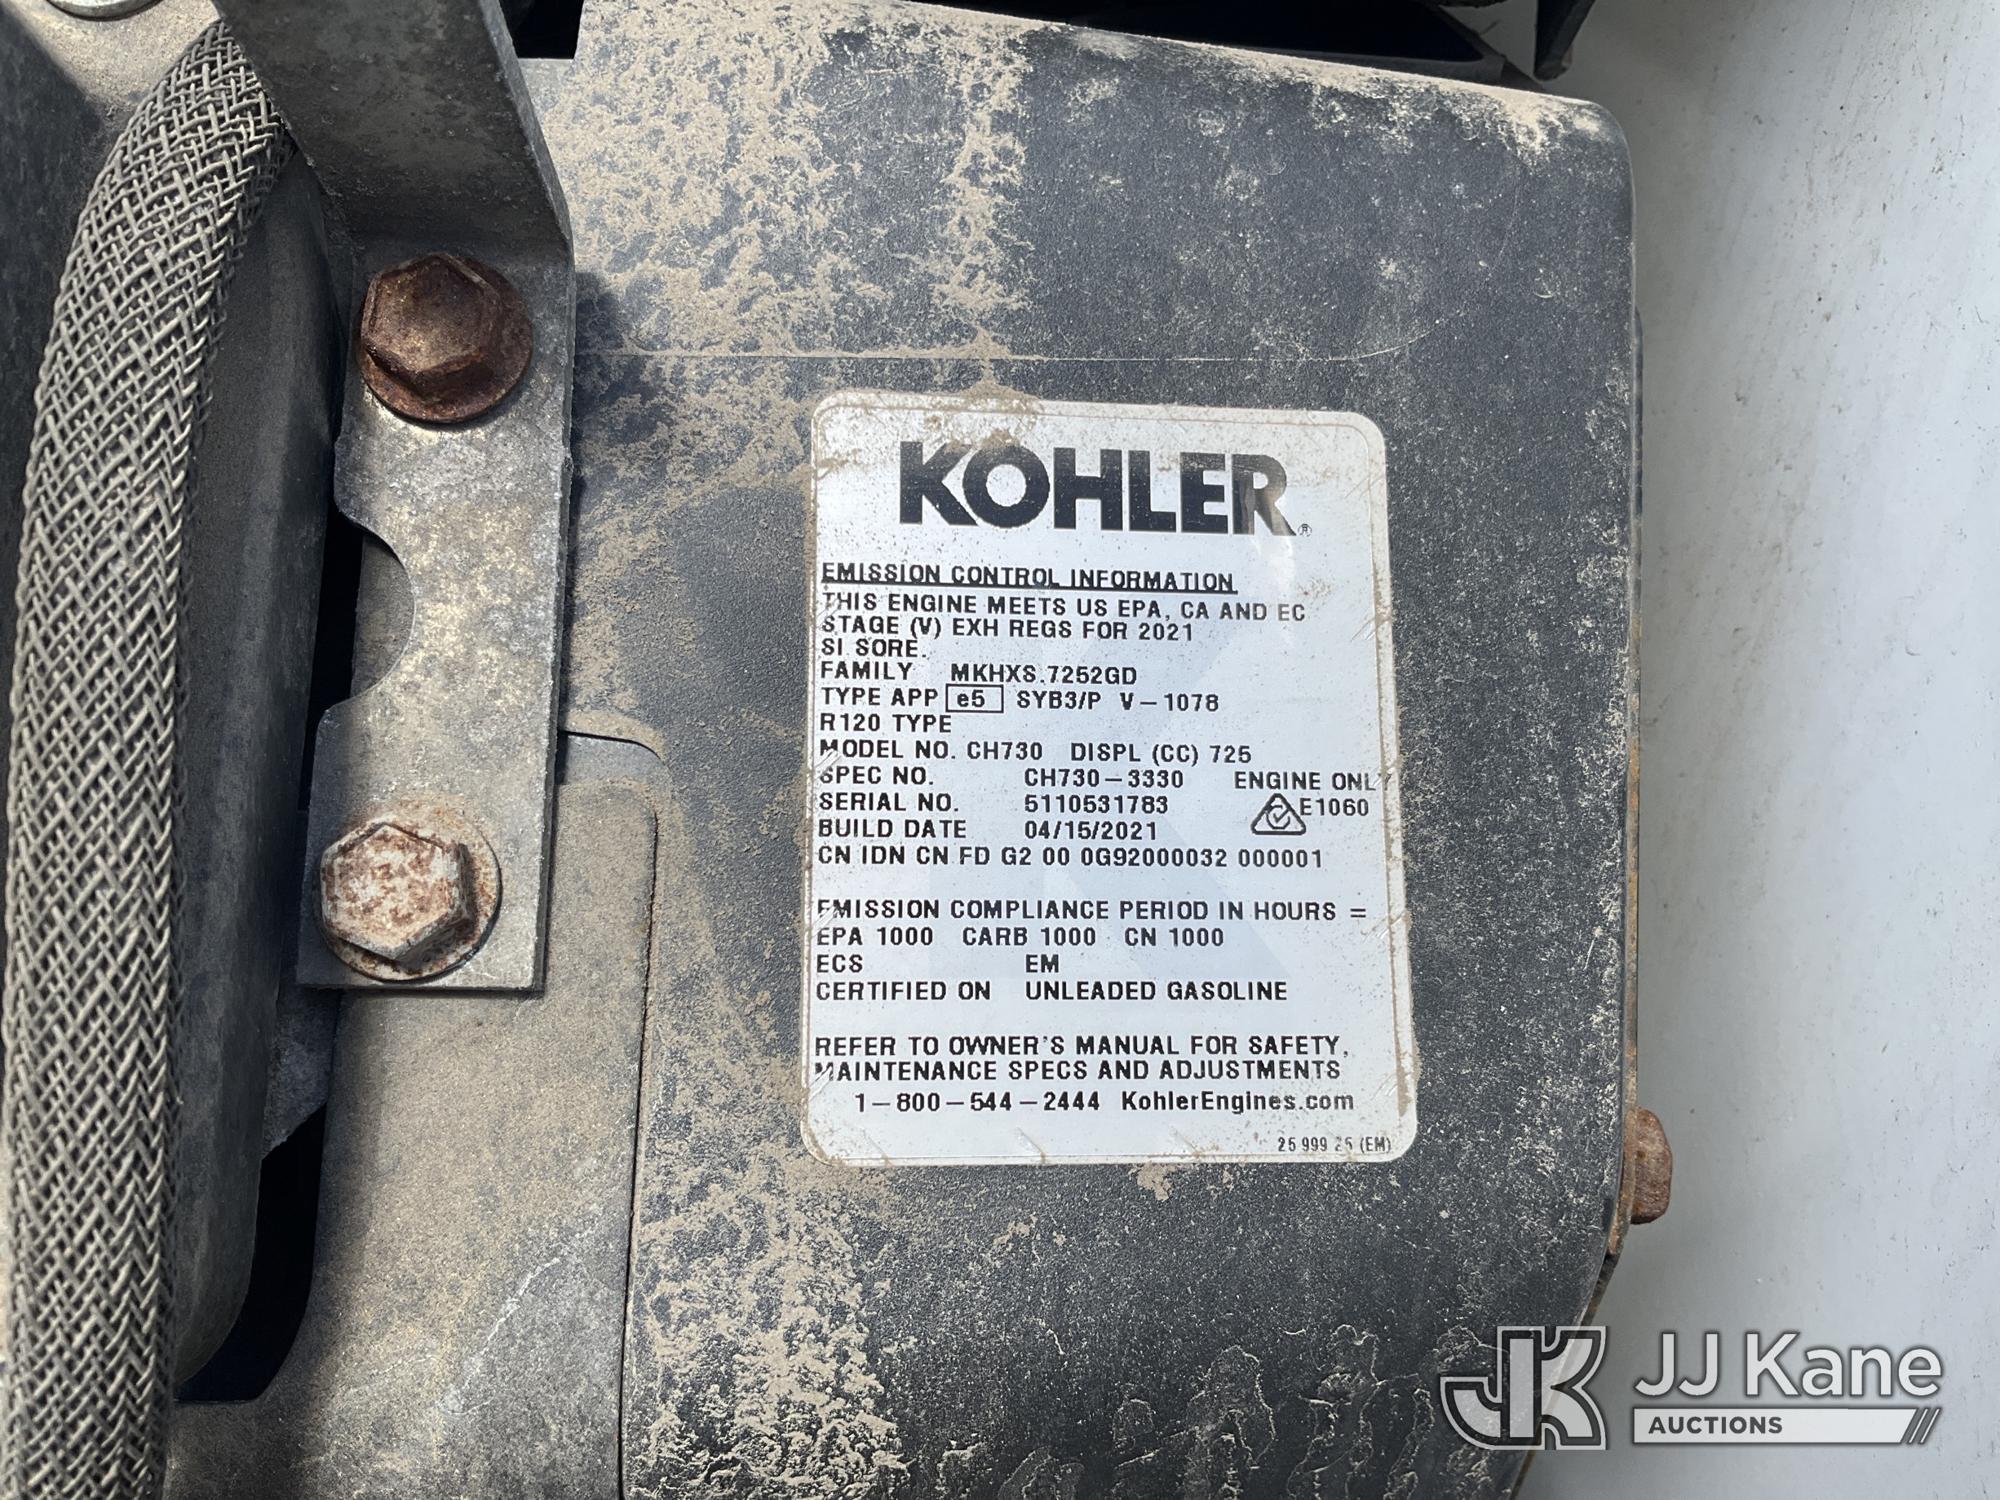 KOHLER®
EMISSION CONTROL INFORMATION
THIS ENGINE MEETS US EPA, CA AND EC
STAGE (V) EXH REGS FOR 2021
SI SORE.
FAMILY MKHXS.7252GD
TYPE APP e5 SYB3/P V-1078
R120 TYPE
MODEL NO. CH730 DISPL (CC) 725
SPEC NO. CH730-3330 ENGINE ONLY
SERIAL NO. 5110531783 E1060
BUILD DATE 04/15/2021
CN IDN CN FD G2 00 0G92000032 000001
EMISSION COMPLIANCE PERIOD IN HOURS =
EPA 1000 CARB 1000 CN 1000
ECS EM
CERTIFIED ON UNLEADED GASOLINE
REFER TO OWNER'S MANUAL FOR SAFETY,
MAINTENANCE SPECS AND ADJUSTMENTS
1-800-544-2444 KohlerEngines.com
25 999 (EM)
JK JJ Kane
AUCTIONS